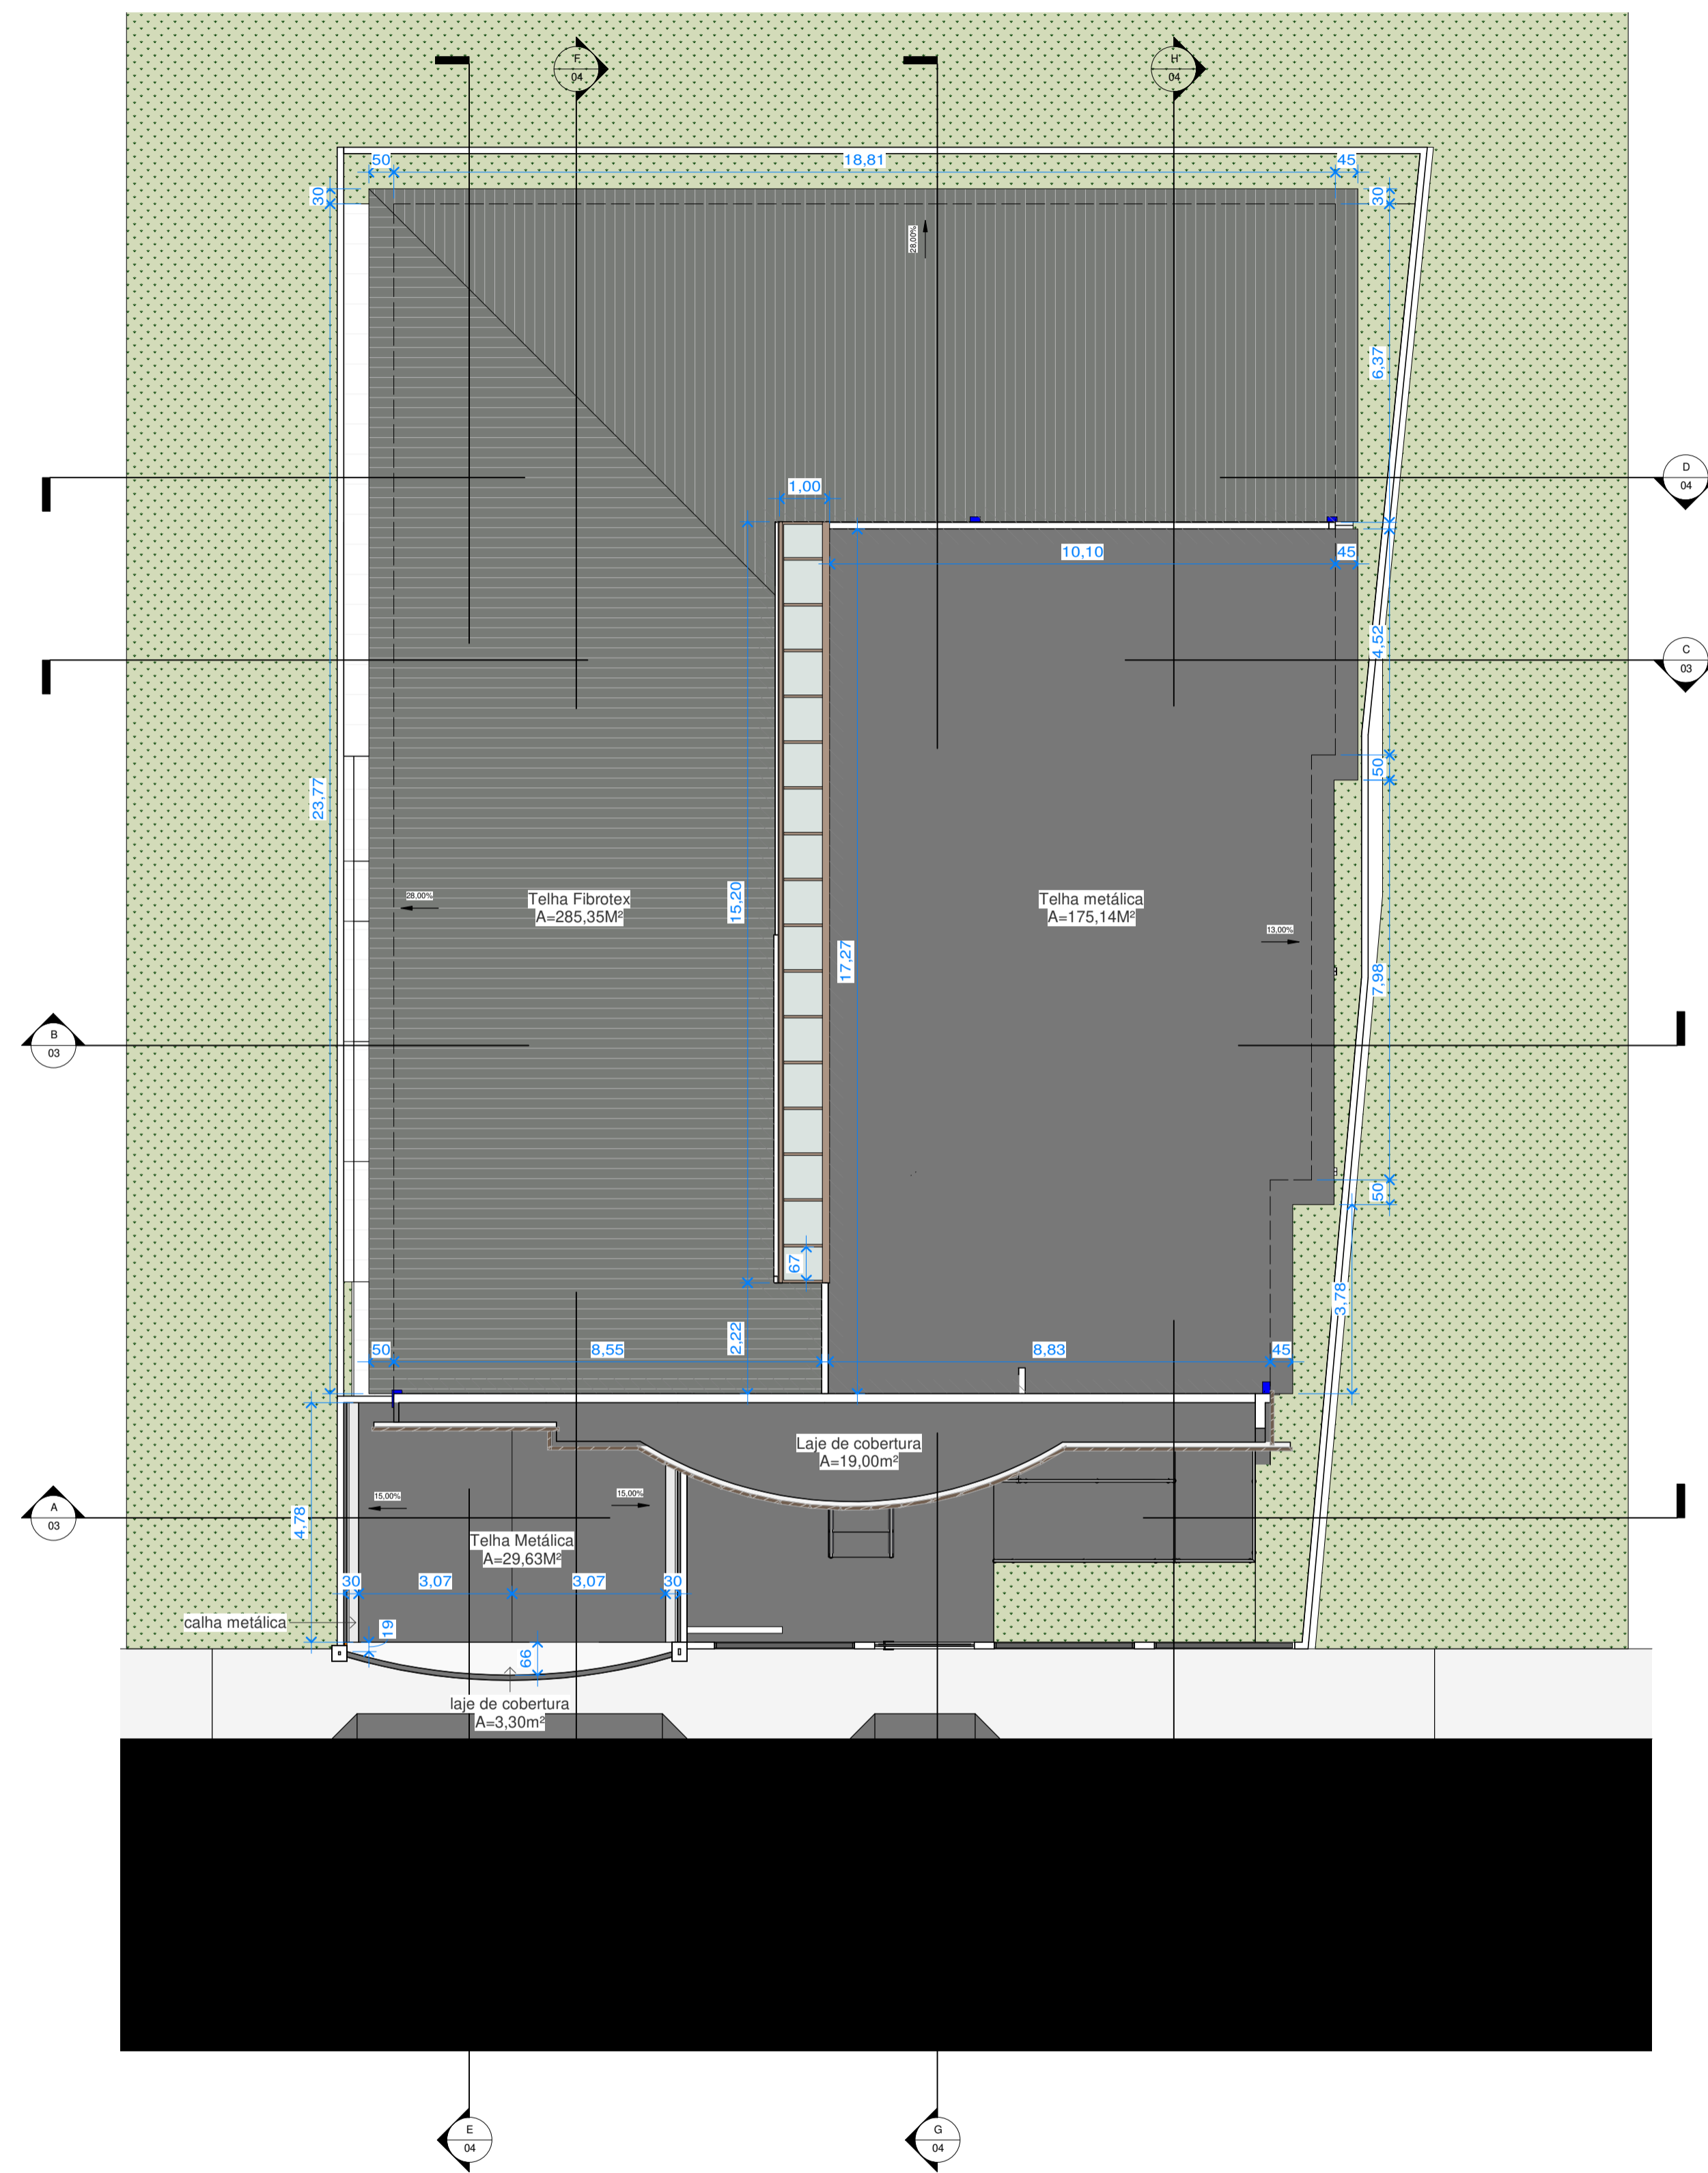 F
04
H
04
50
18,81
45
30
30
28,00%
6,37
D
04
1,00
10,10
45
4,52
C
03
50
23,77
28,00%
Telha Fibrotex
A=285,35M²
15,20
17,27
Telha metálica
A=175,14M²
13,00%
7,98
B
03
50
67
3,78
2,22
50
8,55
8,83
45
Laje de cobertura
A=19,00m²
15,00%
15,00%
A
03
4,78
Telha Metálica
A=29,63M²
30
3,07
3,07
30
calha metálica
19
66
laje de cobertura
A=3,30m²
E
04
G
04